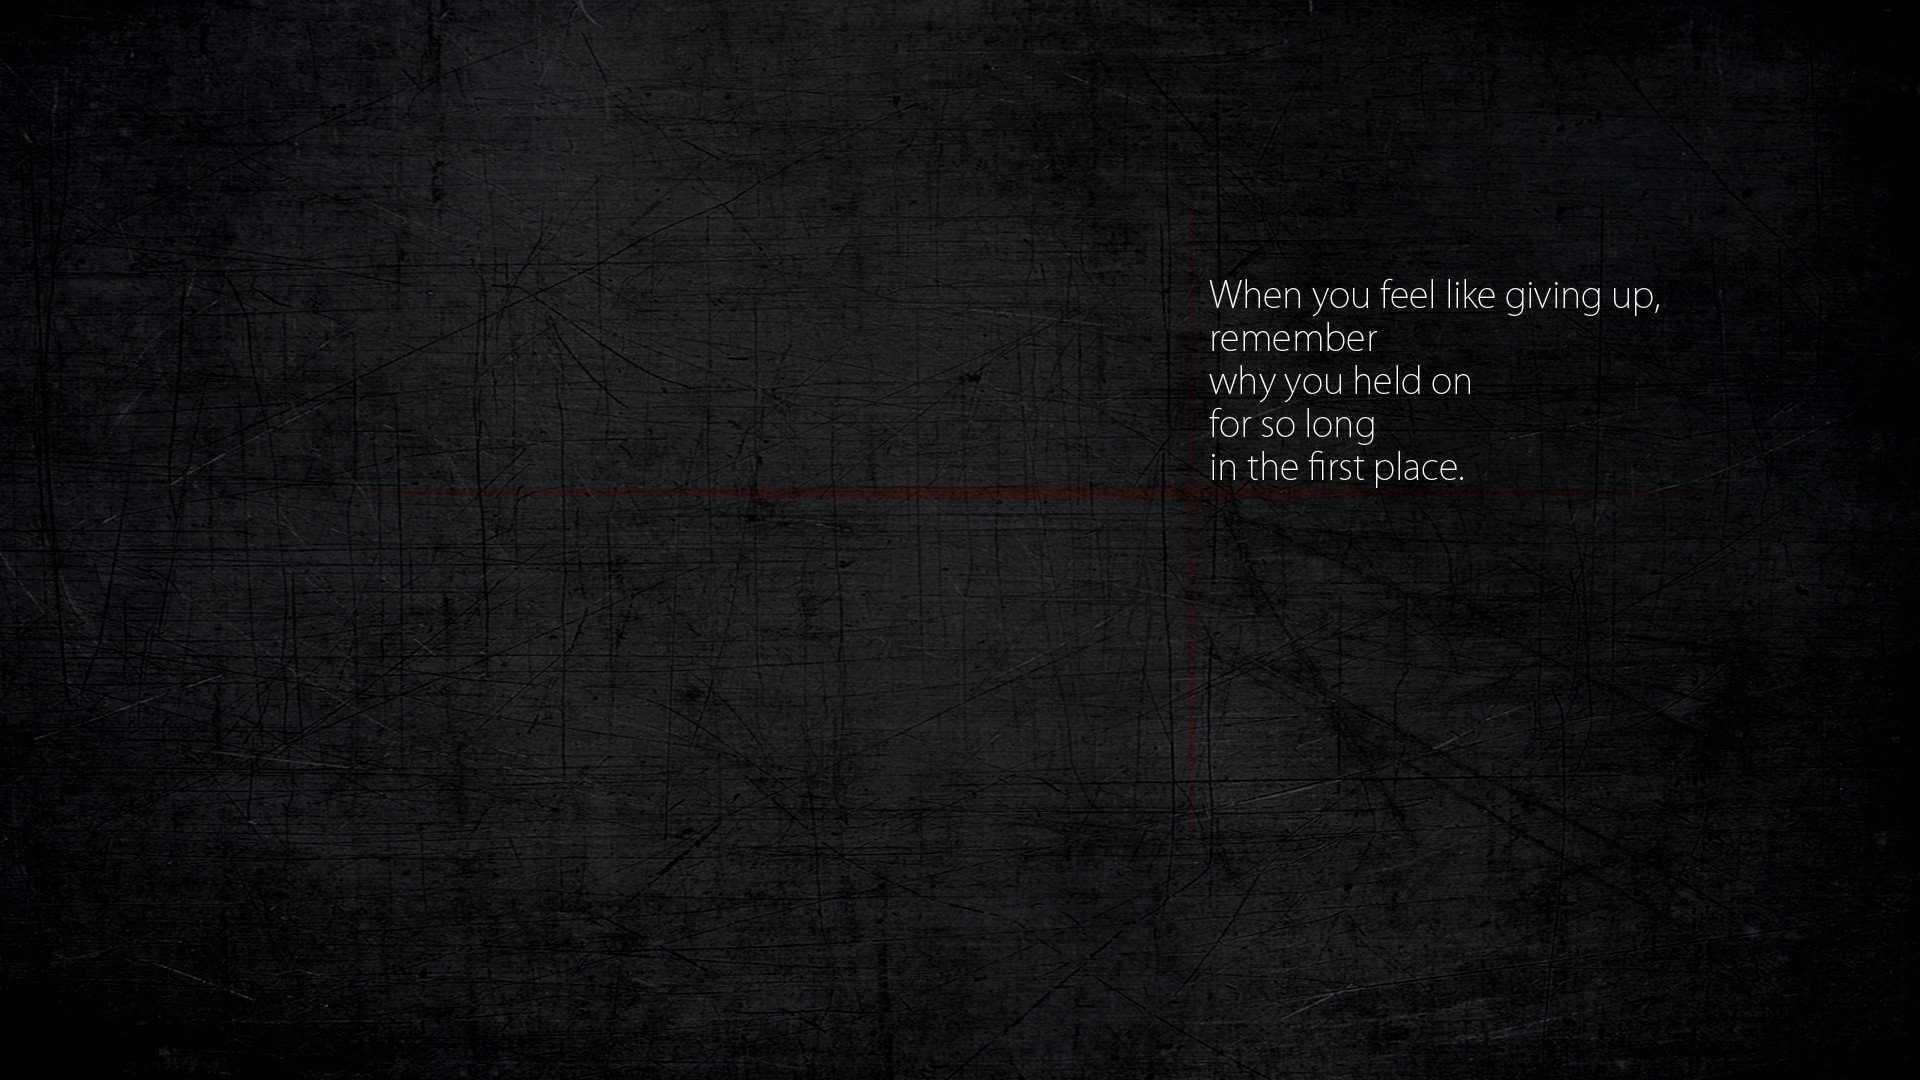 When you feel like giving up,
remember
why you held on
for so long
in the first place.